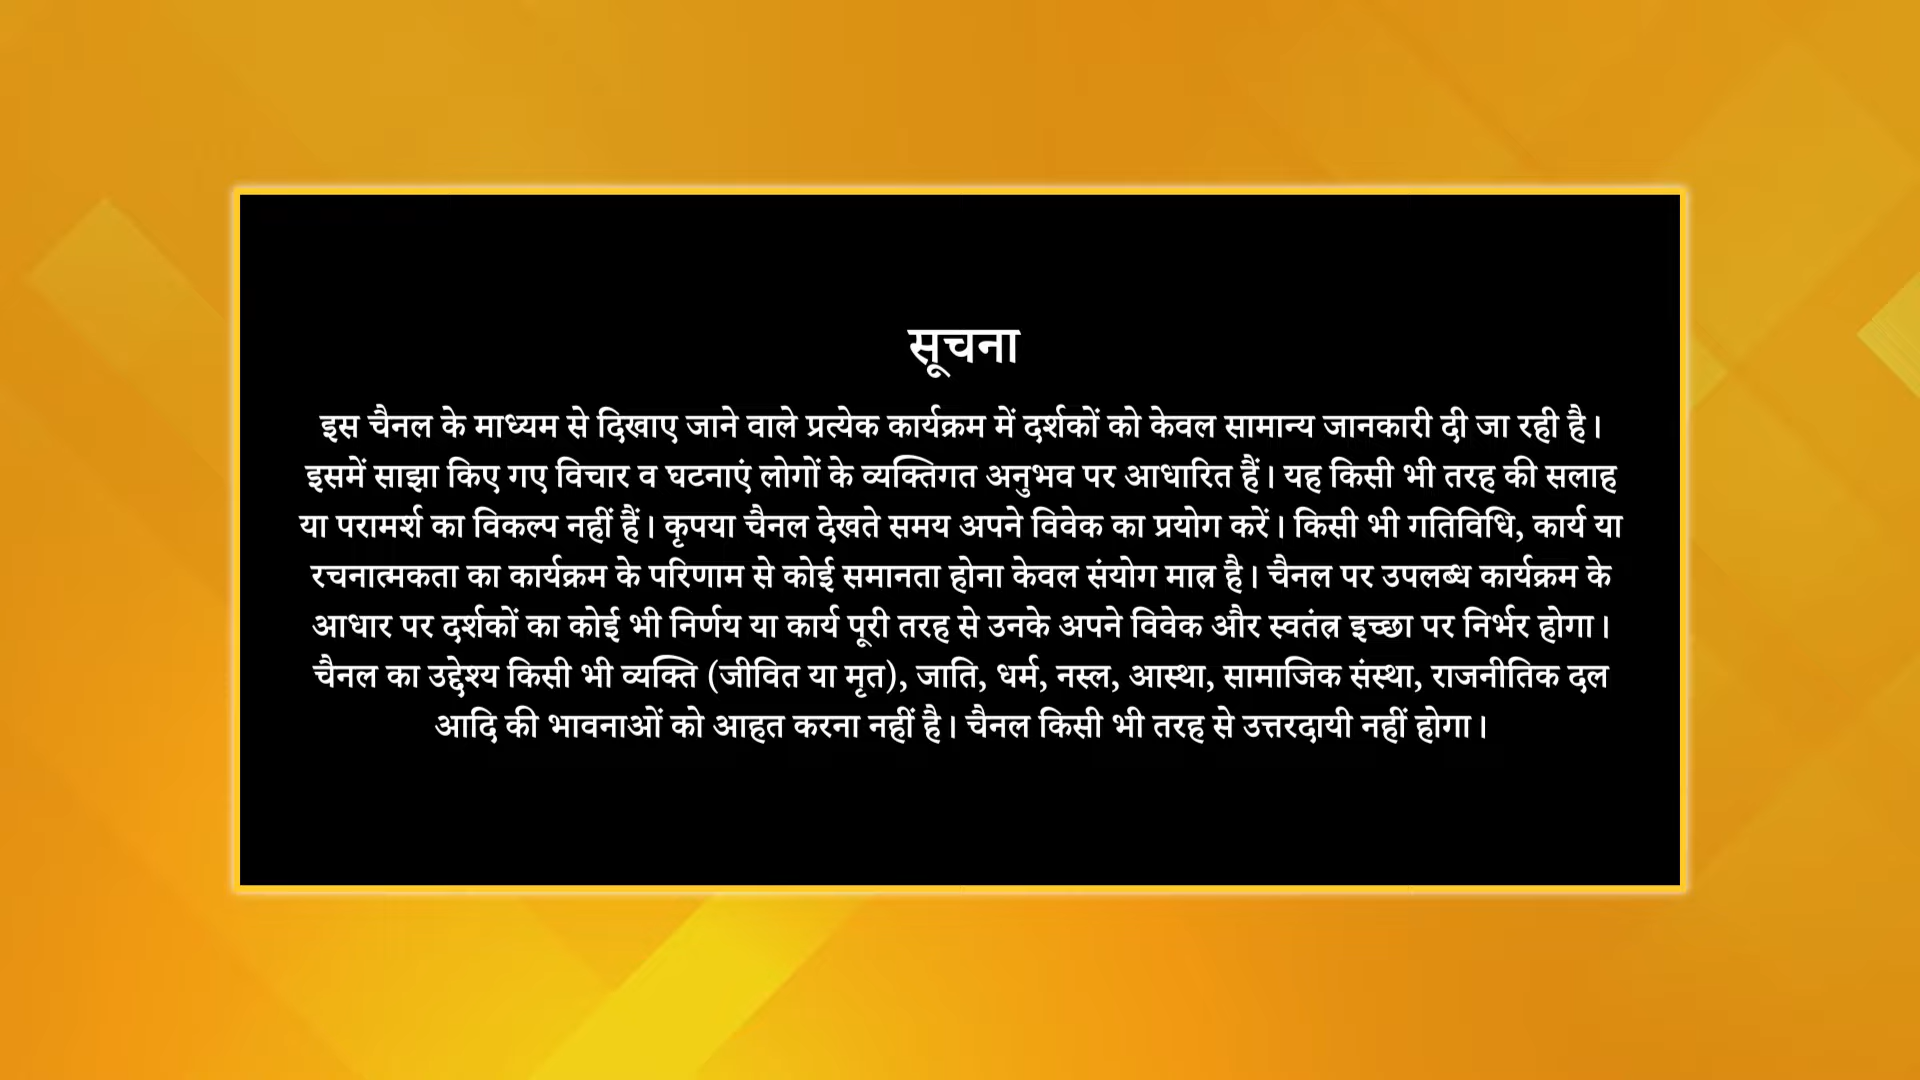 सूचना
इस चैनल के माध्यम से दिखाए जाने वाले प्रत्येक कार्यक्रम में दर्शकों को केवल सामान्य जानकारी दी जा रही है।
इसमें साझा किए गए विचार व घटनाएं लोगों के व्यक्तिगत अनुभव पर आधारित हैं। यह किसी भी तरह की सलाह
या परामर्श का विकल्प नहीं हैं। कृपया चैनल देखते समय अपने विवेक का प्रयोग करें। किसी भी गतिविधि, कार्य या
रचनात्मकता का कार्यक्रम के परिणाम से कोई समानता होना केवल संयोग मात्र है। चैनल पर उपलब्ध कार्यक्रम के
आधार पर दर्शकों का कोई भी निर्णय या कार्य पूरी तरह से उनके अपने विवेक और स्वतंत्र इच्छा पर निर्भर होगा।
चैनल का उद्देश्य किसी भी व्यक्ति (जीवित या मृत), जाति, धर्म, नस्ल, आस्था, सामाजिक संस्था, राजनीतिक दल
आदि की भावनाओं को आहत करना नहीं है। चैनल किसी भी तरह से उत्तरदायी नहीं होगा।